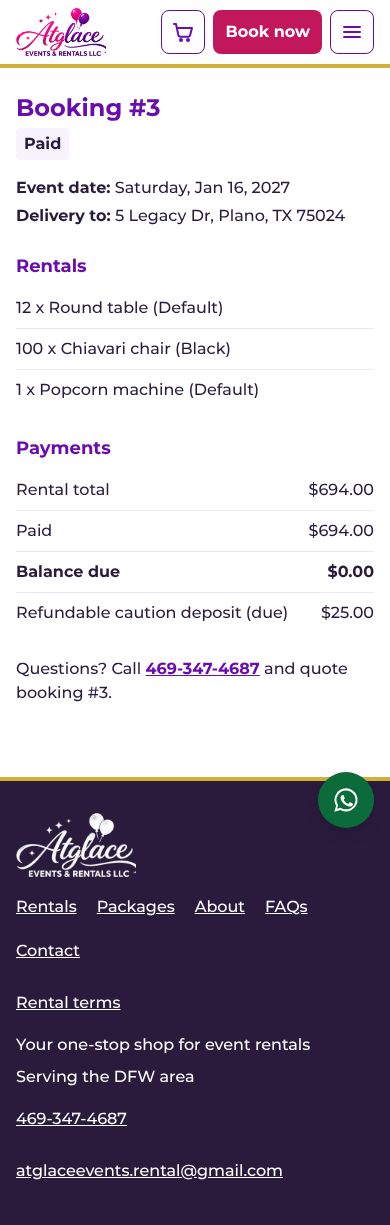 Atglace
EVENTS & RENTALS LLC
Book now
Booking #3
Paid
Event date: Saturday, Jan 16, 2027
Delivery to: 5 Legacy Dr, Plano, TX 75024
Rentals
12 x Round table (Default)
100 x Chiavari chair (Black)
1 x Popcorn machine (Default)
Payments
Rental total $694.00
Paid $694.00
Balance due $0.00
Refundable caution deposit (due) $25.00
Questions? Call 469-347-4687 and quote
booking #3.
Atglace
EVENTS & RENTALS LLC
Rentals Packages About FAQs
Contact
Rental terms
Your one-stop shop for event rentals
Serving the DFW area
469-347-4687
atglaceevents.rental@gmail.com